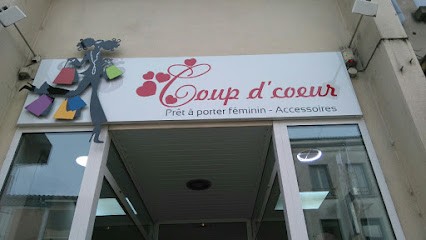 Coup d'coeur
Prêt à porter féminin - Accessoires